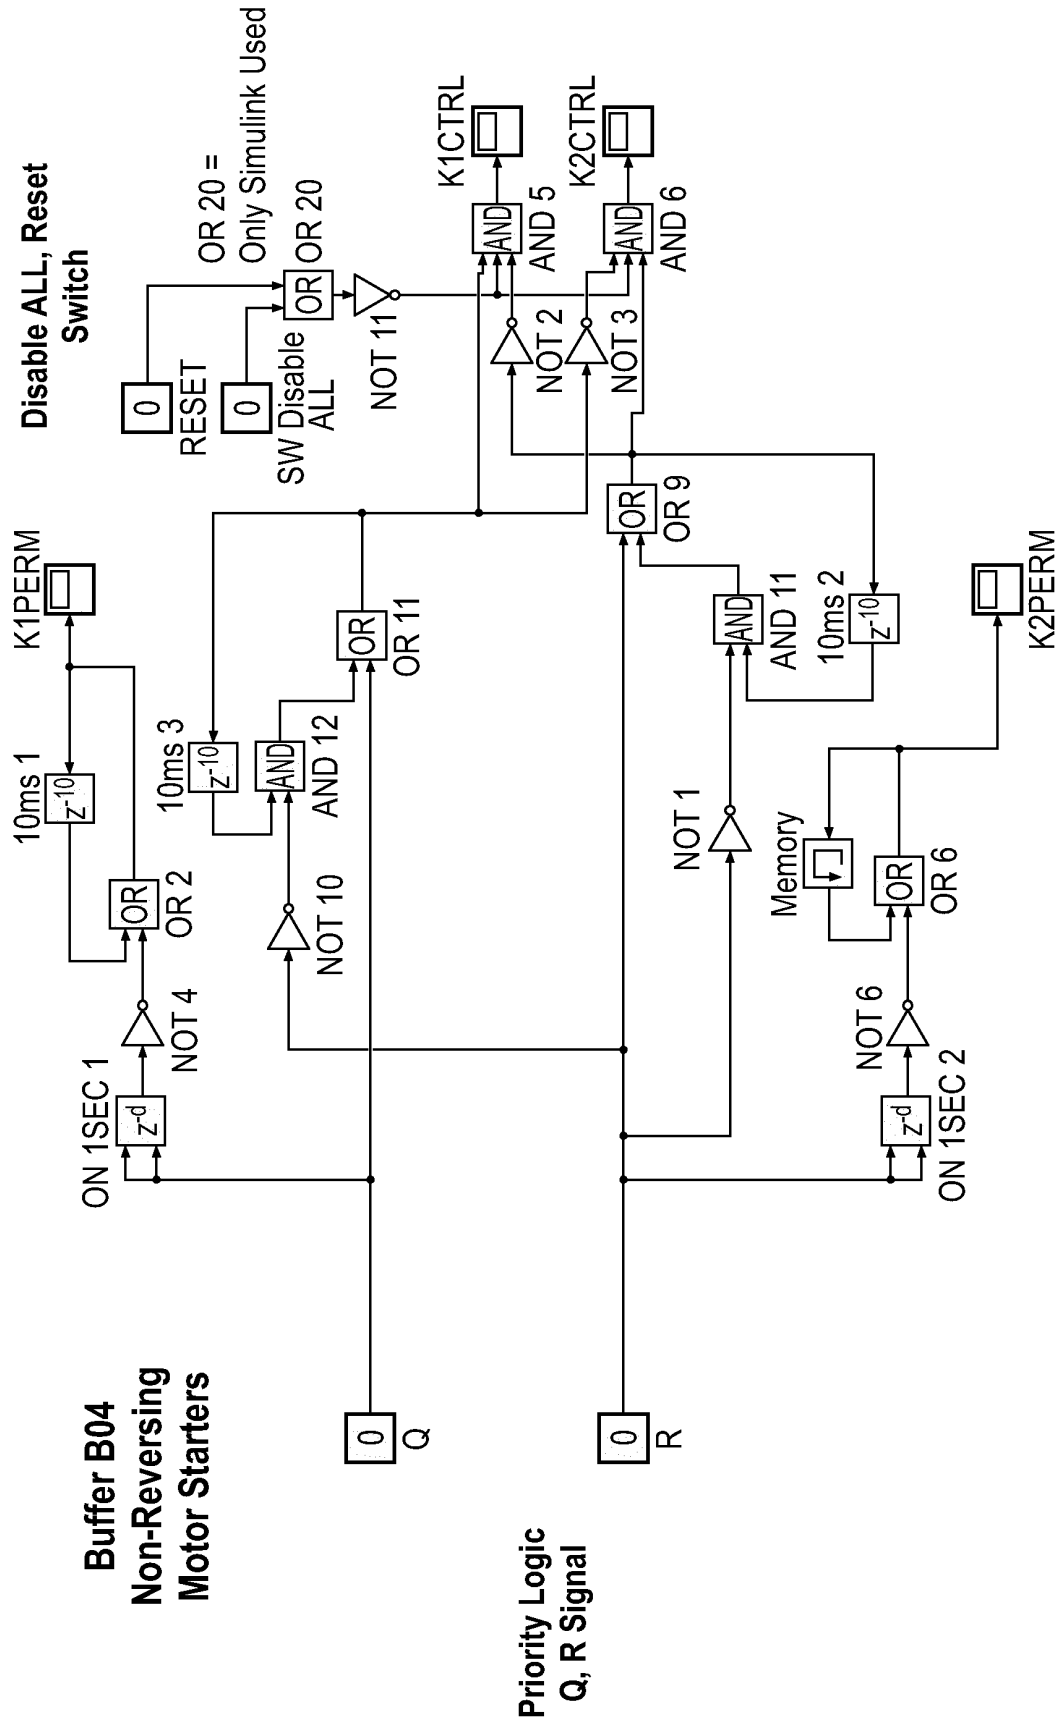 Buffer B04
Non-Reversing
Motor Starters
Disable ALL, Reset
Switch
Priority Logic
Q, R Signal
0
Q
0
R
ON 1SEC 1
z-d
NOT 4
OR
OR 2
10ms 1
z-10
K1PERM
10ms 3
z-10
NOT 10
AND
AND 12
OR
OR 11
0
RESET
0
SW Disable
ALL
OR 20 =
Only Simulink Used
OR
OR 20
NOT 11
NOT 2
NOT 3
AND
AND 5
K1CTRL
AND
AND 6
K2CTRL
OR
OR 9
NOT 1
AND
AND 11
10ms 2
z-10
ON 1SEC 2
z-d
NOT 6
Memory
OR
OR 6
K2PERM